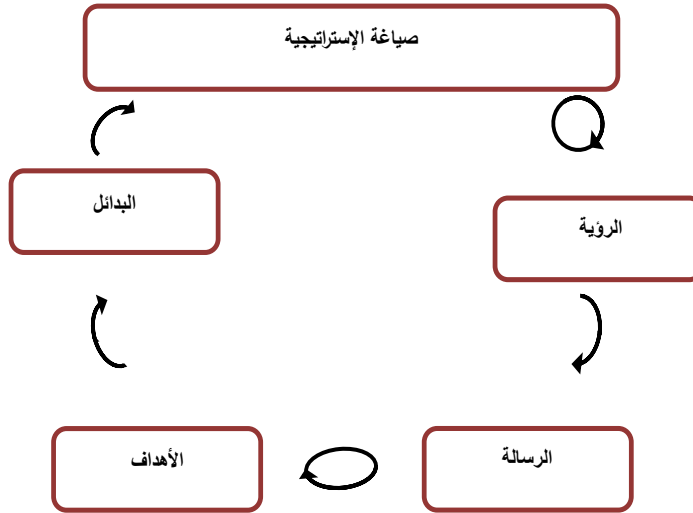 صياغة الإستراتيجية
الرؤية
الرسالة
الأهداف
البدائل